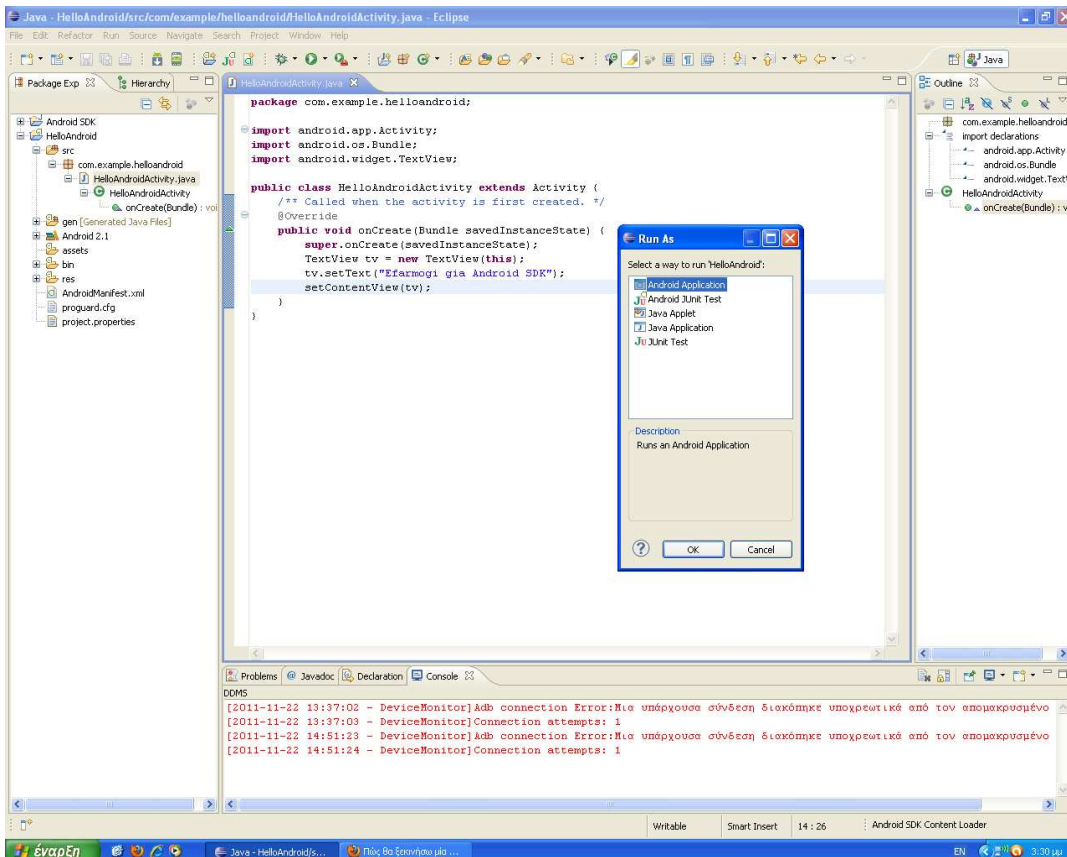 Java - HelloAndroid/src/com/example/helloandroid/HelloAndroidActivity.java - Eclipse
File Edit Refactor Run Source Navigate Search Project Window Help
Java
Package Exp
Hierarchy
HelloAndroidActivity.java
Outline
Android SDK
HelloAndroid
src
com.example.helloandroid
HelloAndroidActivity.java
HelloAndroidActivity
onCreate(Bundle) : voi
gen [Generated Java Files]
Android 2.1
assets
bin
res
AndroidManifest.xml
proguard.cfg
project.properties
package com.example.helloandroid;
import android.app.Activity;
import android.os.Bundle;
import android.widget.TextView;
public class HelloAndroidActivity extends Activity {
/** Called when the activity is first created. */
@Override
public void onCreate(Bundle savedInstanceState) {
super.onCreate(savedInstanceState);
TextView tv = new TextView(this);
tv.setText("Efarmogi gia Android SDK");
setContentView(tv);
}
}
Run As
Select a way to run 'HelloAndroid':
Android Application
Android JUnit Test
Java Applet
Java Application
JUnit Test
Description
Runs an Android Application
OK
Cancel
com.example.helloandroid
import declarations
android.app.Activity
android.os.Bundle
android.widget.Text
HelloAndroidActivity
onCreate(Bundle) : v
Problems
Javadoc
Declaration
Console
DDMS
[2011-11-22 13:37:02 - DeviceMonitor]Adb connection Error:Μια υπάρχουσα σύνδεση διακόπηκε υποχρεωτικά από τον απομακρυσμένο
[2011-11-22 13:37:03 - DeviceMonitor]Connection attempts: 1
[2011-11-22 14:51:23 - DeviceMonitor]Adb connection Error:Μια υπάρχουσα σύνδεση διακόπηκε υποχρεωτικά από τον απομακρυσμένο
[2011-11-22 14:51:24 - DeviceMonitor]Connection attempts: 1
Writable
Smart Insert
14 : 26
Android SDK Content Loader
έναρξη
Java - HelloAndroid/s...
Πώς θα ξεκινήσω μία ...
EN
3:30 μμ